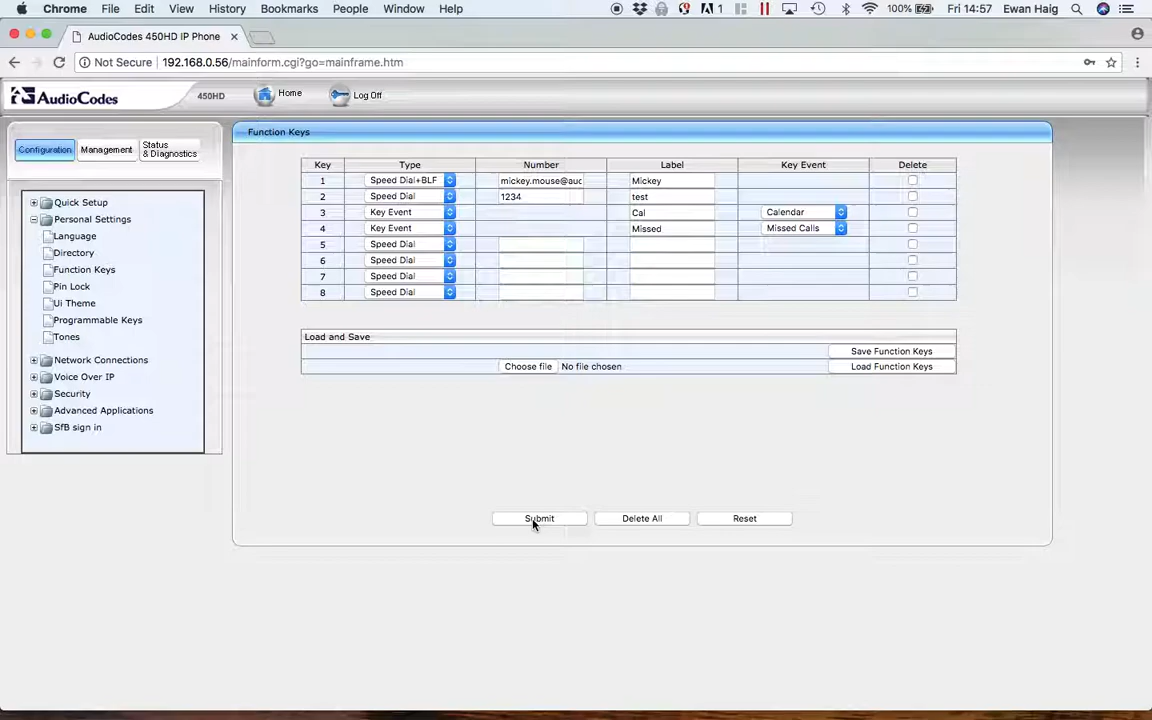 Chrome File Edit View History Bookmarks People Window Help 1 100% Fri 14:57 Ewan Haig
AudioCodes 450HD IP Phone
Not Secure 192.168.0.56/mainform.cgi?go=mainframe.htm
AudioCodes 450HD Home Log Off
Configuration Management Status & Diagnostics
Quick Setup
Personal Settings
Language
Directory
Function Keys
Pin Lock
Ui Theme
Programmable Keys
Tones
Network Connections
Voice Over IP
Security
Advanced Applications
SfB sign in
Function Keys
Key Type Number Label Key Event Delete
1 Speed Dial+BLF mickey.mouse@aud Mickey
2 Speed Dial 1234 test
3 Key Event Cal Calendar
4 Key Event Missed Missed Calls
5 Speed Dial
6 Speed Dial
7 Speed Dial
8 Speed Dial
Load and Save
Save Function Keys
Choose file No file chosen Load Function Keys
Submit Delete All Reset